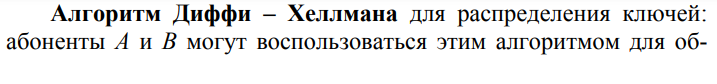 Алгоритм Диффи – Хеллмана для распределения ключей:
абоненты А и В могут воспользоваться этим алгоритмом для об-